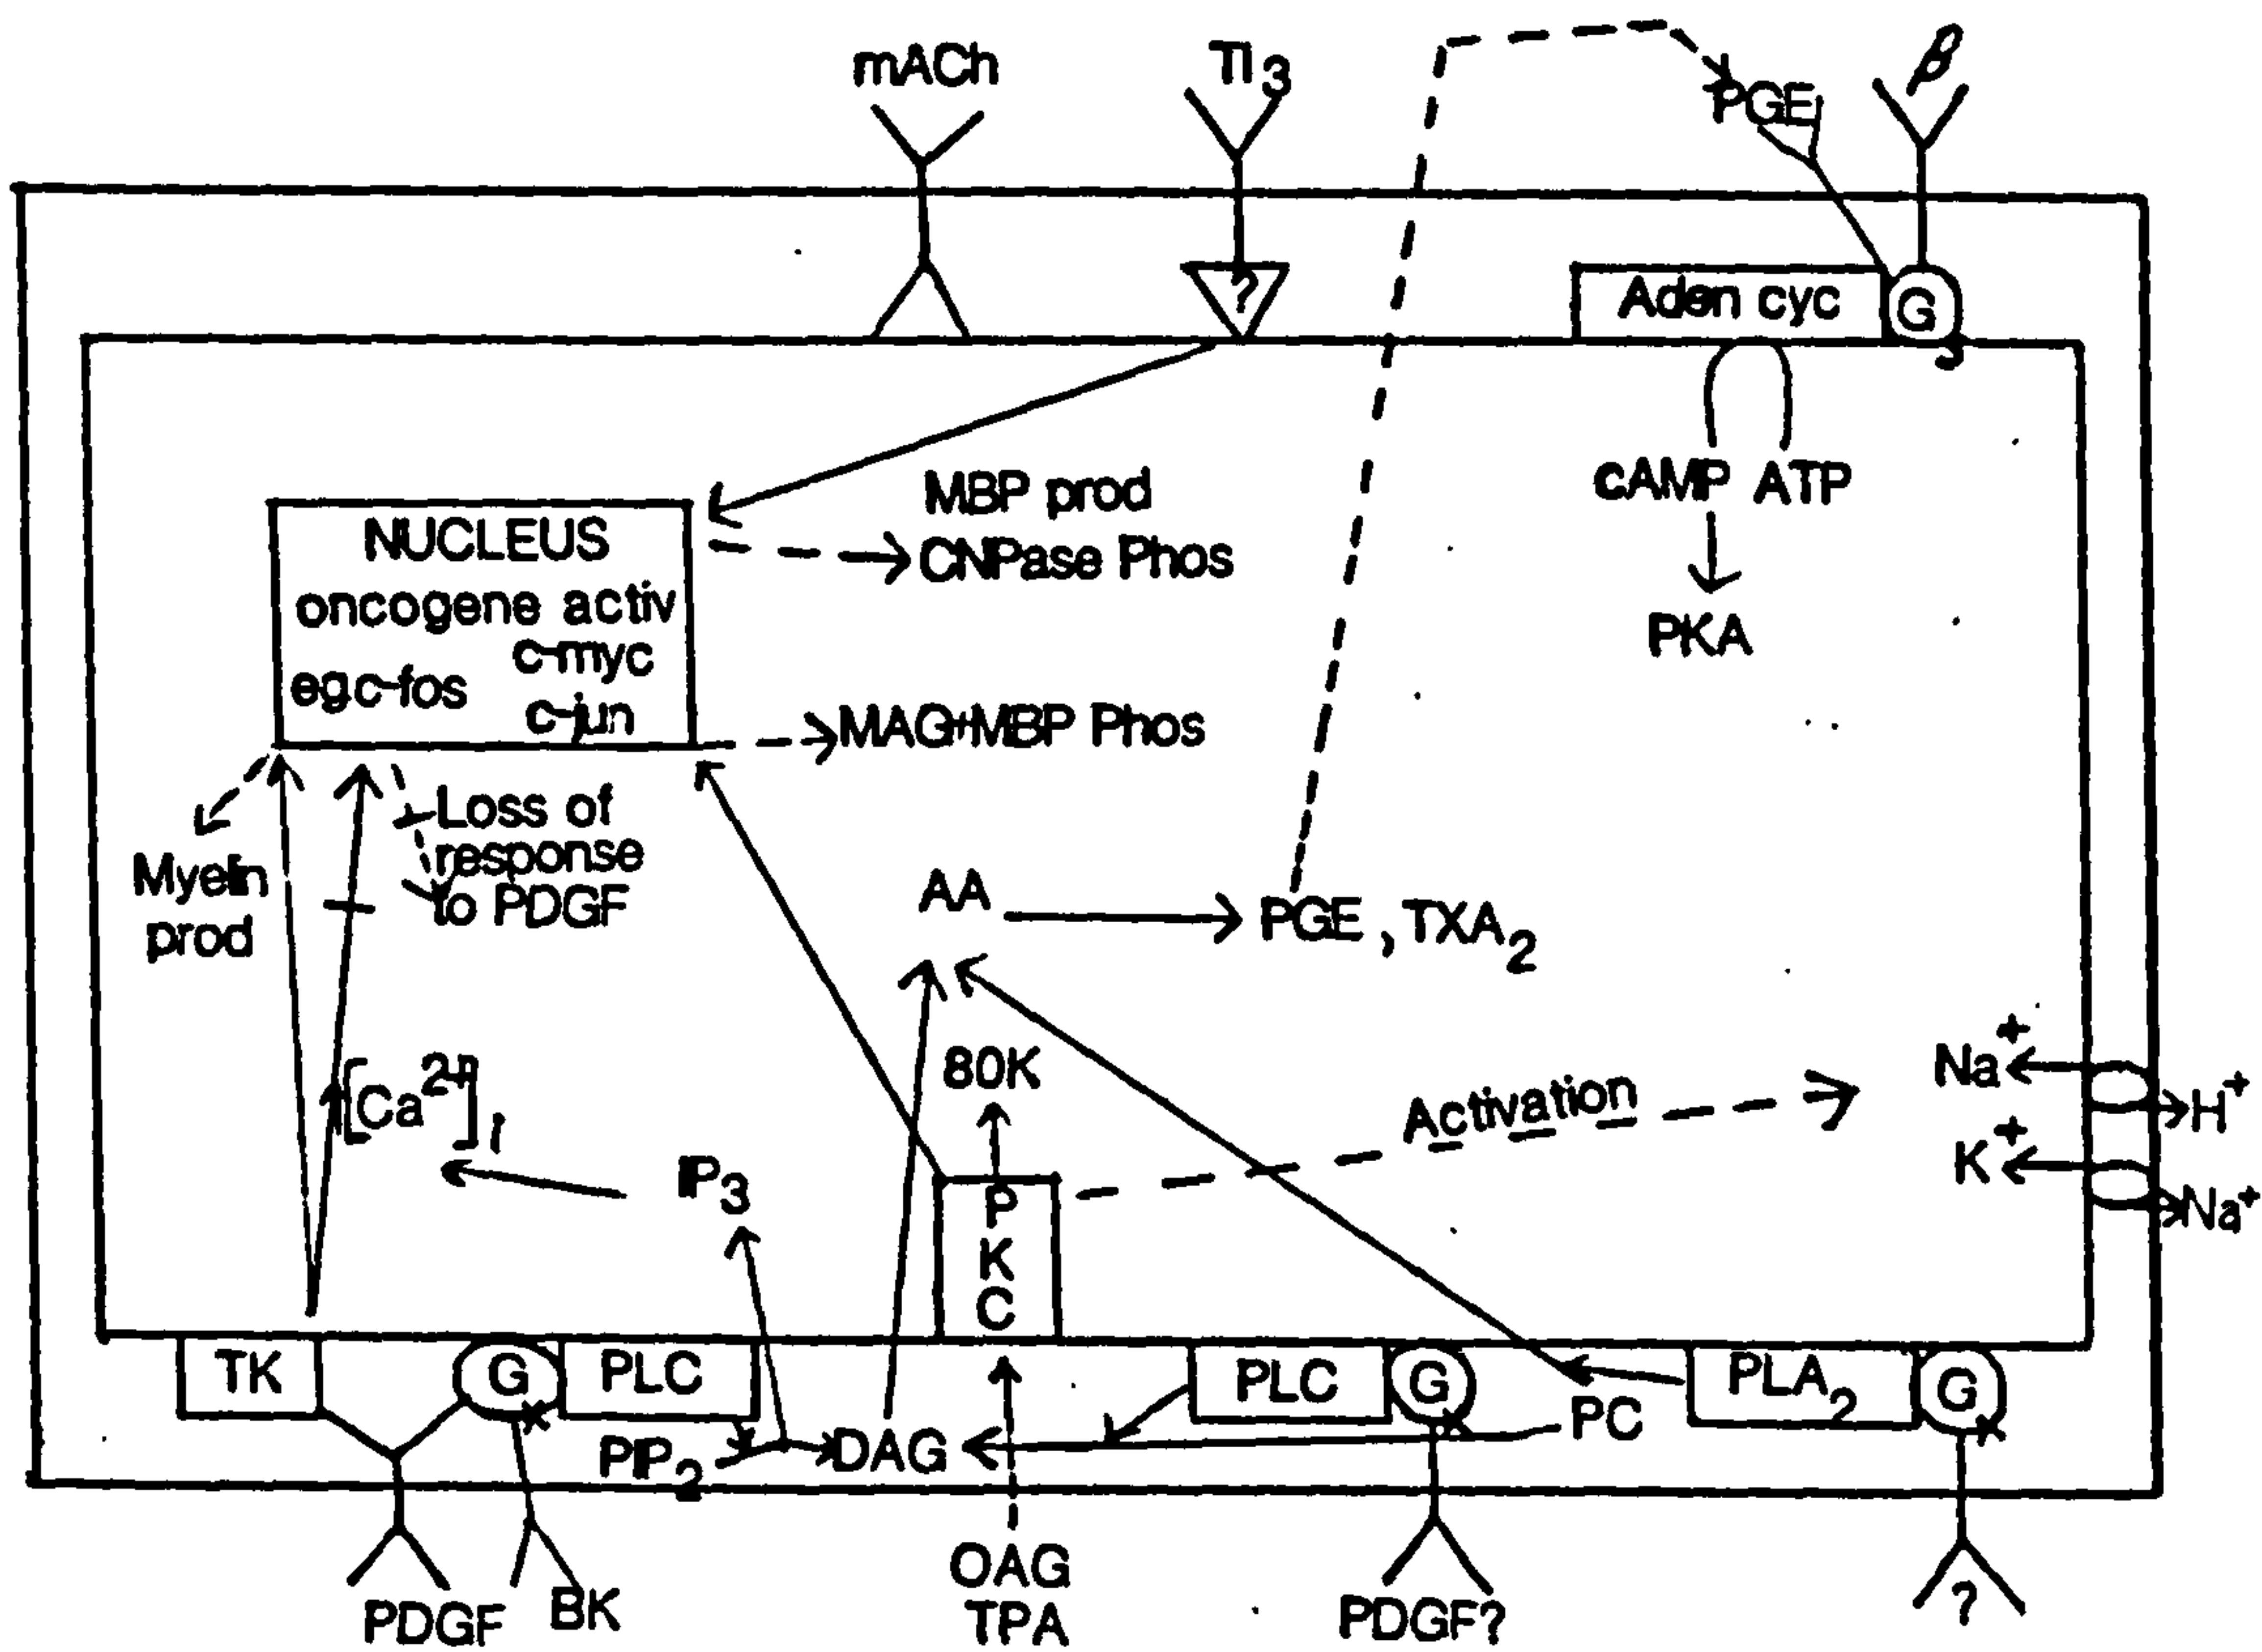 mACh
TI3
PGE
β
?
Aden cyc
G
s
cAMP ATP
PKA
MBP prod
CNPase Phos
NUCLEUS
oncogene activ
c-myc
egc-fos
c-jun
MAG+MBP Phos
Loss of
response
to PDGF
Myelin
prod
AA
PGE , TXA2
80K
[Ca2+]i
IP3
Activation
Na+
H+
K+
Na+
P
K
C
TK
G
x
PLC
PLC
G
x
PLA2
G
x
PIP2
DAG
PC
OAG
TPA
PDGF
BK
PDGF?
?